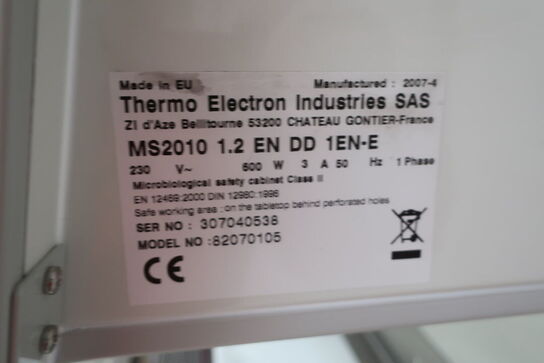 Made in EU Manufactured : 2007-4
Thermo Electron Industries SAS
ZI d'Aze Bellitourne 53200 CHATEAU GONTIER-France
MS2010 1.2 EN DD 1EN-E
230 V~ 600 W 3 A 50 Hz 1 Phase
Microbiological safety cabinet Class II
EN 12469:2000 DIN 12980:1996
Safe working area : on the tabletop behind perforated holes
SER NO : 307040538
MODEL NO :82070105
CE